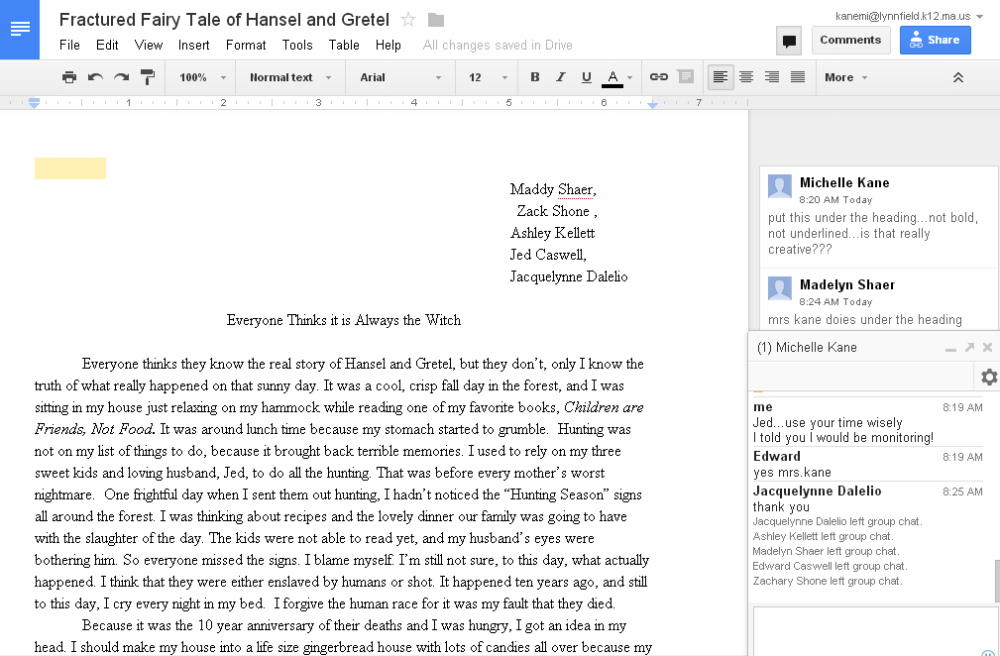 Fractured Fairy Tale of Hansel and Gretel
kanemi@lynnfield.k12.ma.us
File Edit View Insert Format Tools Table Help All changes saved in Drive
Comments Share
100% Normal text Arial 12 B I U A More
1 2 3 4 5 6 7
Maddy Shaer,
Zack Shone ,
Ashley Kellett
Jed Caswell,
Jacquelynne Dalelio
Everyone Thinks it is Always the Witch
Everyone thinks they know the real story of Hansel and Gretel, but they don't, only I know the
truth of what really happened on that sunny day. It was a cool, crisp fall day in the forest, and I was
sitting in my house just relaxing on my hammock while reading one of my favorite books, Children are
Friends, Not Food. It was around lunch time because my stomach started to grumble.  Hunting was
not on my list of things to do, because it brought back terrible memories. I used to rely on my three
sweet kids and loving husband, Jed, to do all the hunting. That was before every mother's worst
nightmare.  One frightful day when I sent them out hunting, I hadn't noticed the “Hunting Season” signs
all around the forest. I was thinking about recipes and the lovely dinner our family was going to have
with the slaughter of the day. The kids were not able to read yet, and my husband's eyes were
bothering him. So everyone missed the signs. I blame myself. I'm still not sure, to this day, what actually
happened. I think that they were either enslaved by humans or shot. It happened ten years ago, and still
to this day, I cry every night in my bed.  I forgive the human race for it was my fault that they died.
Because it was the 10 year anniversary of their deaths and I was hungry, I got an idea in my
head. I should make my house into a life size gingerbread house with lots of candies all over because my
Michelle Kane
8:20 AM Today
put this under the heading...not bold,
not underlined...is that really
creative???
Madelyn Shaer
8:24 AM Today
mrs kane doies under the heading
(1) Michelle Kane
me 8:19 AM
Jed...use your time wisely
I told you I would be monitoring!
Edward 8:19 AM
yes mrs.kane
Jacquelynne Dalelio 8:25 AM
thank you
Jacquelynne Dalelio left group chat.
Ashley Kellett left group chat.
Madelyn Shaer left group chat.
Edward Caswell left group chat.
Zachary Shone left group chat.